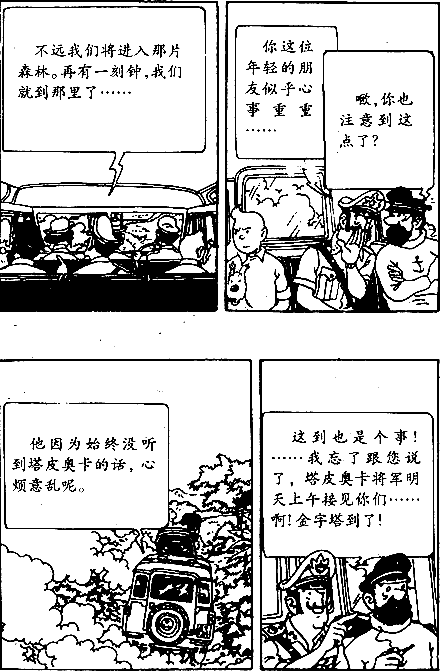 不远我们将进入那片
森林。再有一刻钟,我们
就到那里了……
你这位
年轻的朋
友似乎心
事重重
……
噢,你也
注意到这
点了?
他因为始终没听
到塔皮奥卡的话,心
烦意乱呢。
这到也是个事!
……我忘了跟您说
了,塔皮奥卡将军明
天上午接见你们……
啊!金字塔到了!